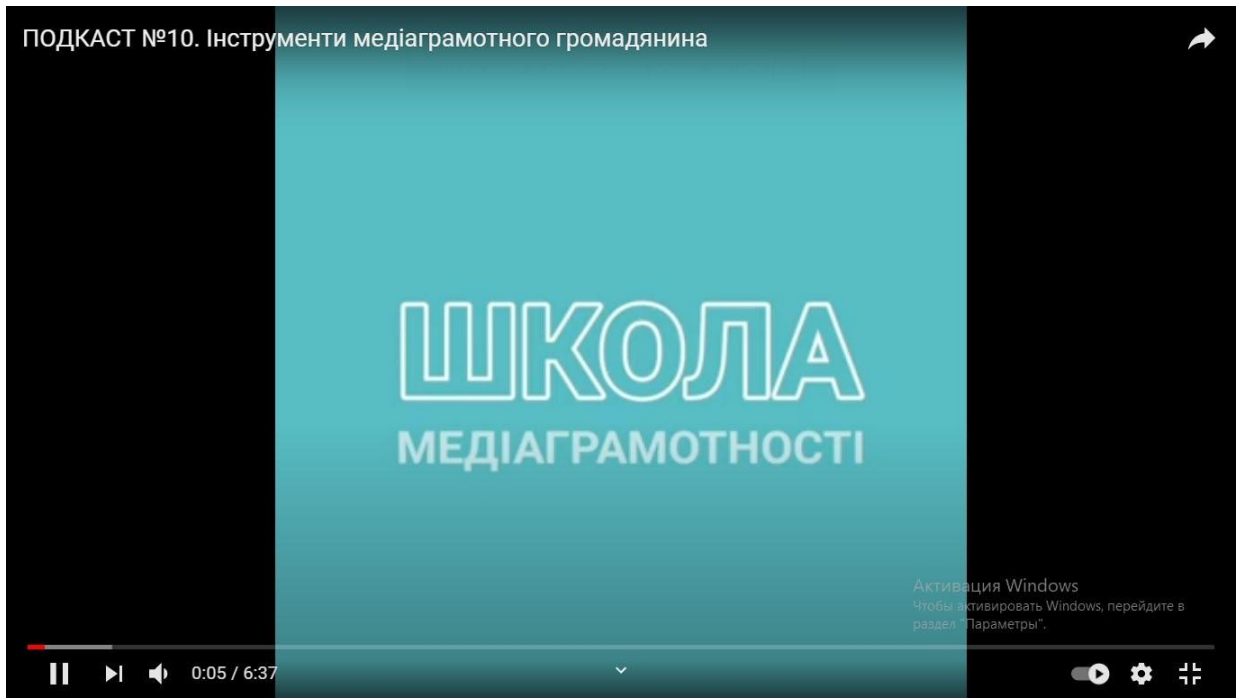 ПОДКАСТ №10. Інструменти медіаграмотного громадянина
ШКОЛА
МЕДІАГРАМОТНОСТІ
Активация Windows
Чтобы активировать Windows, перейдите в
раздел "Параметры".
0:05 / 6:37